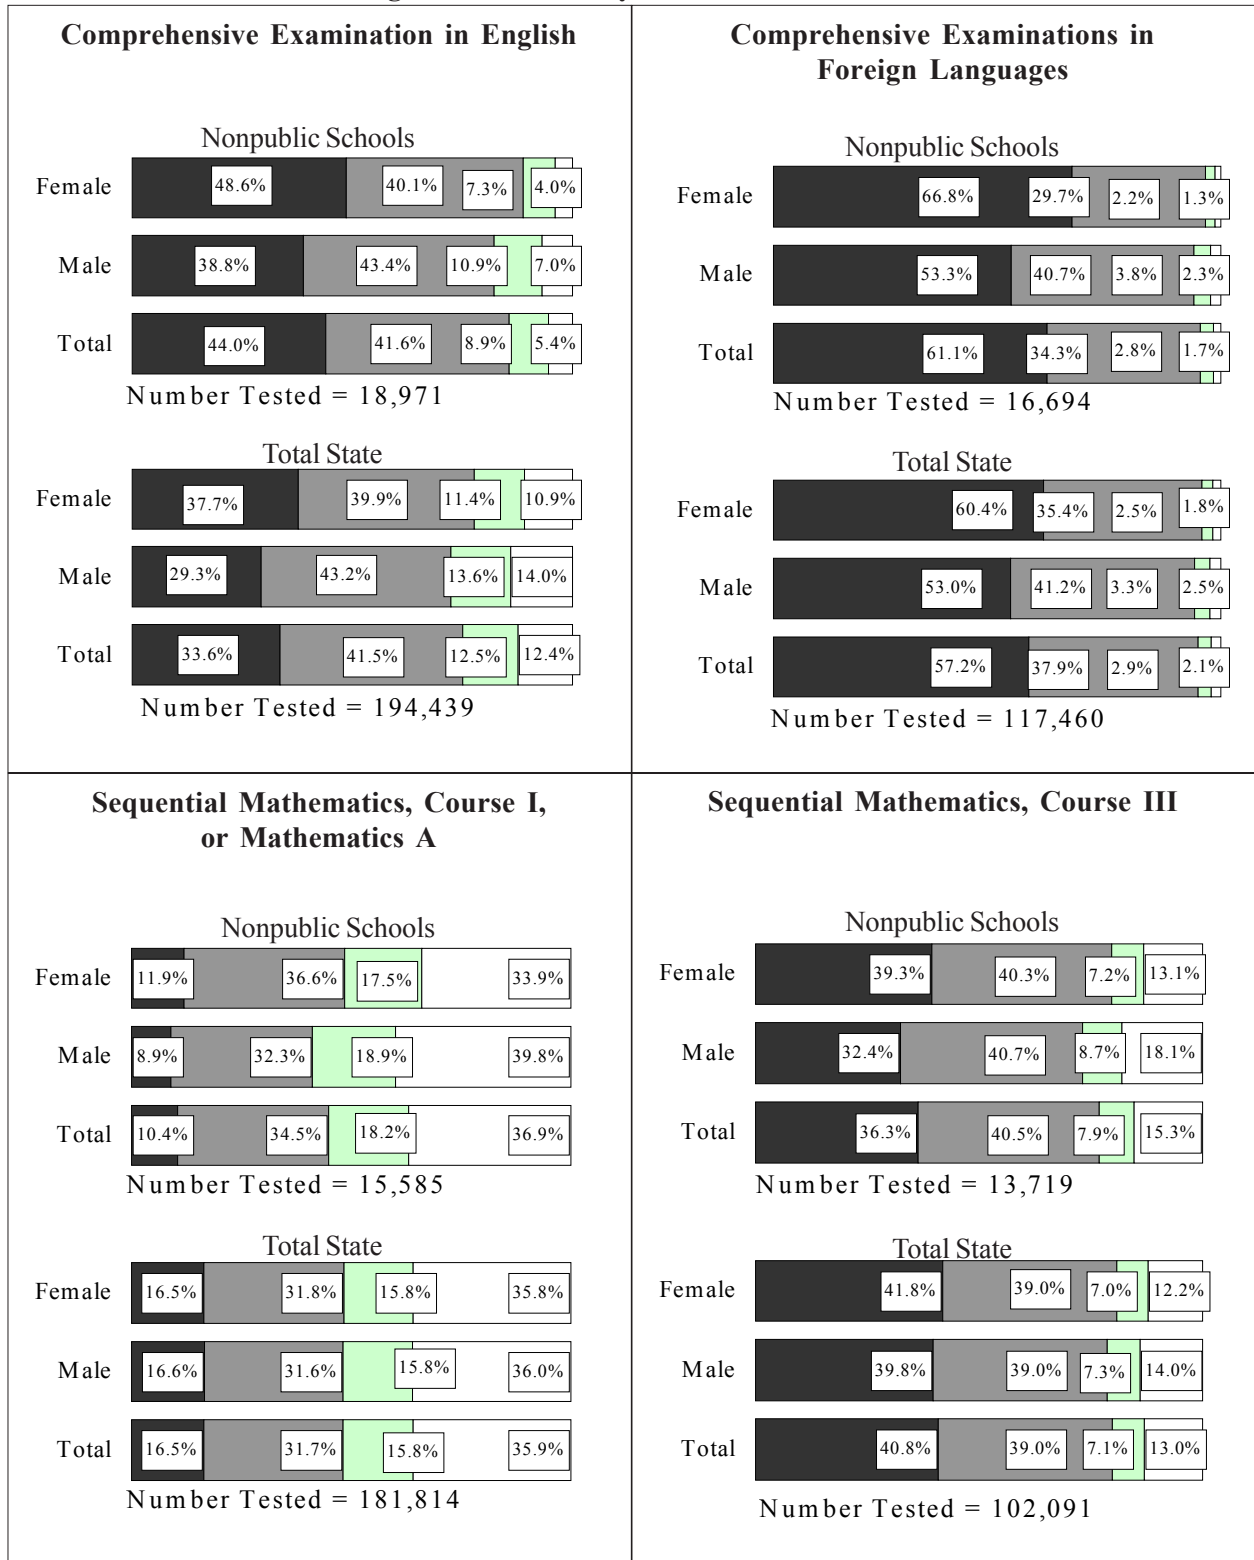 Comprehensive Examination in English
Nonpublic Schools
Female 48.6% 40.1% 7.3% 4.0%
Male 38.8% 43.4% 10.9% 7.0%
Total 44.0% 41.6% 8.9% 5.4%
Number Tested = 18,971
Total State
Female 37.7% 39.9% 11.4% 10.9%
Male 29.3% 43.2% 13.6% 14.0%
Total 33.6% 41.5% 12.5% 12.4%
Number Tested = 194,439
Comprehensive Examinations in
Foreign Languages
Nonpublic Schools
Female 66.8% 29.7% 2.2% 1.3%
Male 53.3% 40.7% 3.8% 2.3%
Total 61.1% 34.3% 2.8% 1.7%
Number Tested = 16,694
Total State
Female 60.4% 35.4% 2.5% 1.8%
Male 53.0% 41.2% 3.3% 2.5%
Total 57.2% 37.9% 2.9% 2.1%
Number Tested = 117,460
Sequential Mathematics, Course I,
or Mathematics A
Nonpublic Schools
Female 11.9% 36.6% 17.5% 33.9%
Male 8.9% 32.3% 18.9% 39.8%
Total 10.4% 34.5% 18.2% 36.9%
Number Tested = 15,585
Total State
Female 16.5% 31.8% 15.8% 35.8%
Male 16.6% 31.6% 15.8% 36.0%
Total 16.5% 31.7% 15.8% 35.9%
Number Tested = 181,814
Sequential Mathematics, Course III
Nonpublic Schools
Female 39.3% 40.3% 7.2% 13.1%
Male 32.4% 40.7% 8.7% 18.1%
Total 36.3% 40.5% 7.9% 15.3%
Number Tested = 13,719
Total State
Female 41.8% 39.0% 7.0% 12.2%
Male 39.8% 39.0% 7.3% 14.0%
Total 40.8% 39.0% 7.1% 13.0%
Number Tested = 102,091